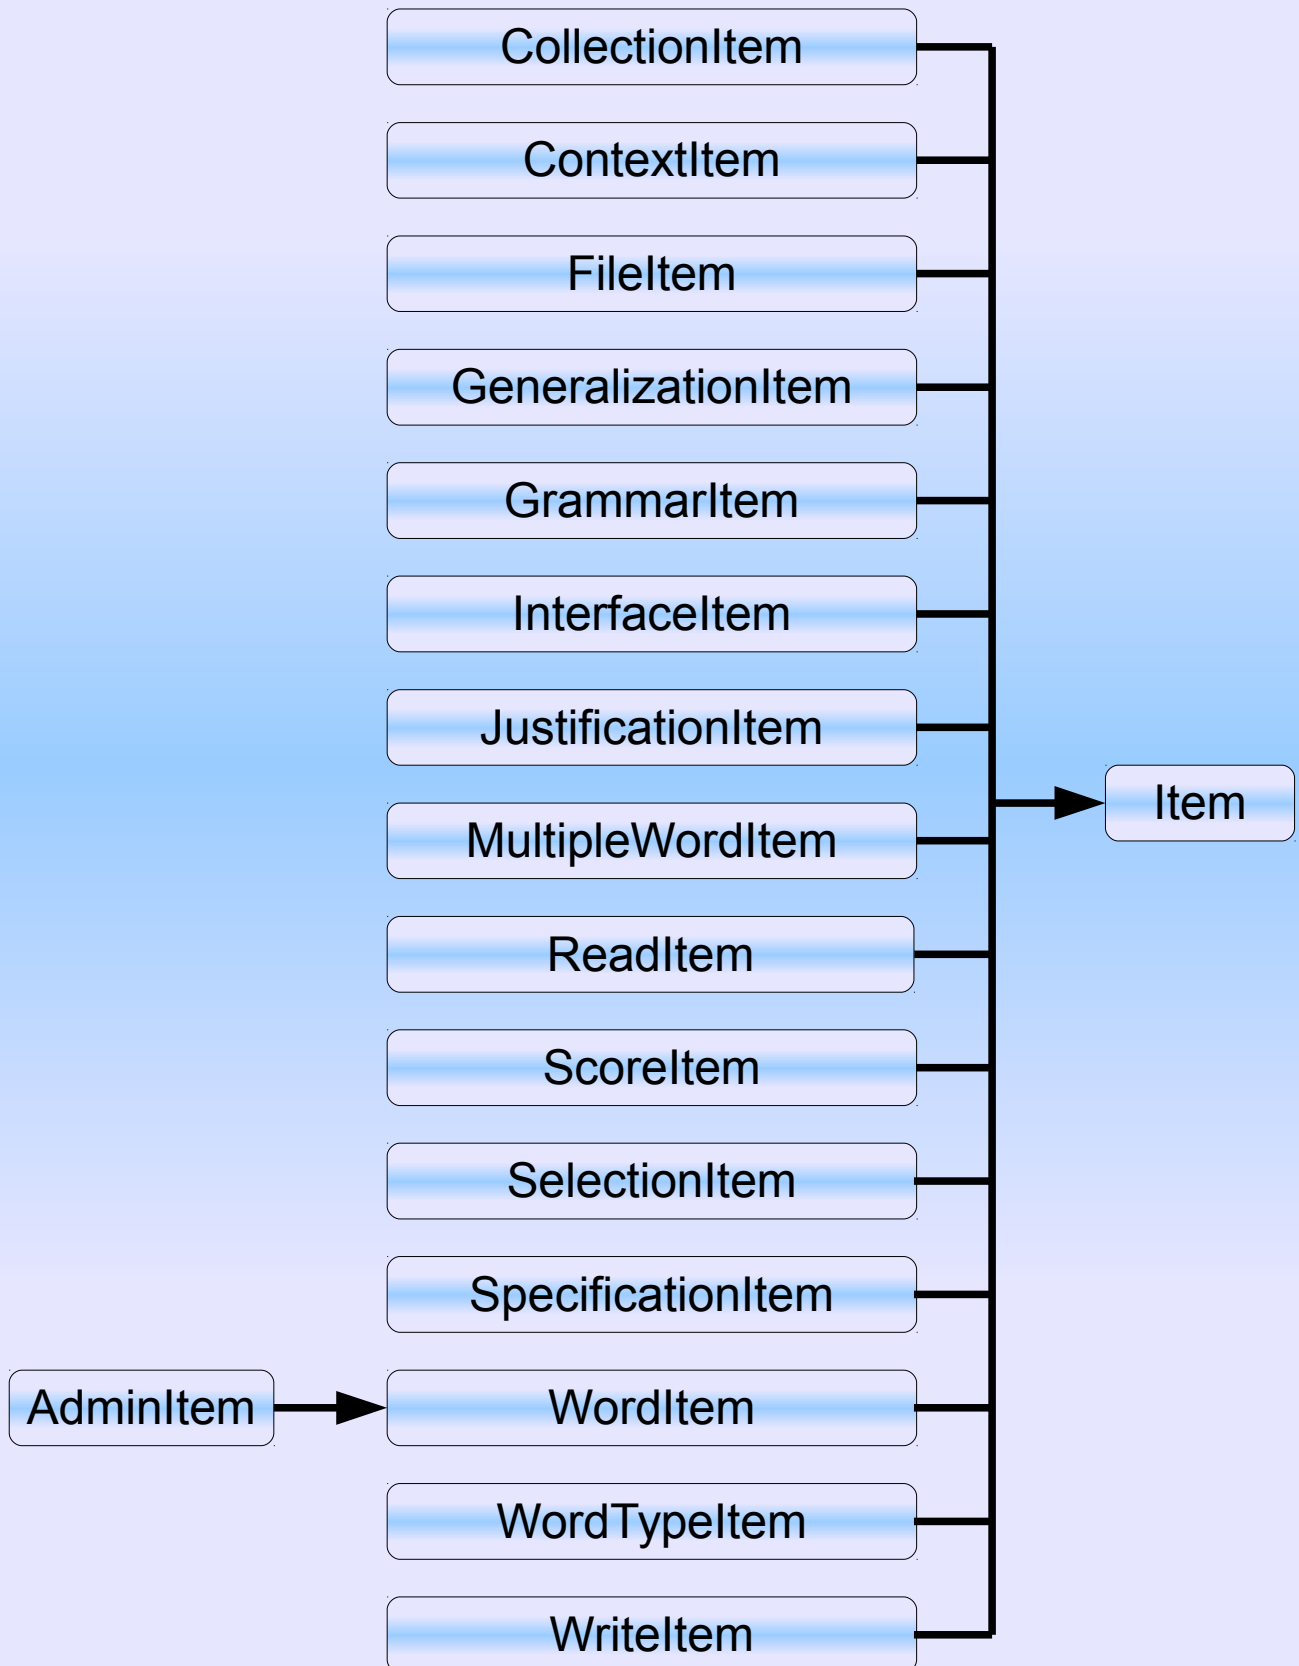 CollectionItem
ContextItem
FileItem
GeneralizationItem
GrammarItem
InterfaceItem
JustificationItem
Item
MultipleWordItem
ReadItem
ScoreItem
SelectionItem
SpecificationItem
AdminItem
WordItem
WordTypeItem
WriteItem